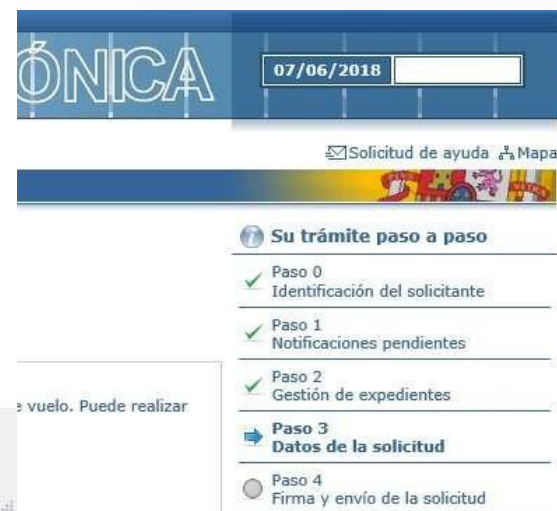 ÓNICA
07/06/2018
Solicitud de ayuda Mapa
Su trámite paso a paso
Paso 0
Identificación del solicitante
Paso 1
Notificaciones pendientes
Paso 2
Gestión de expedientes
e vuelo. Puede realizar
Paso 3
Datos de la solicitud
Paso 4
Firma y envío de la solicitud